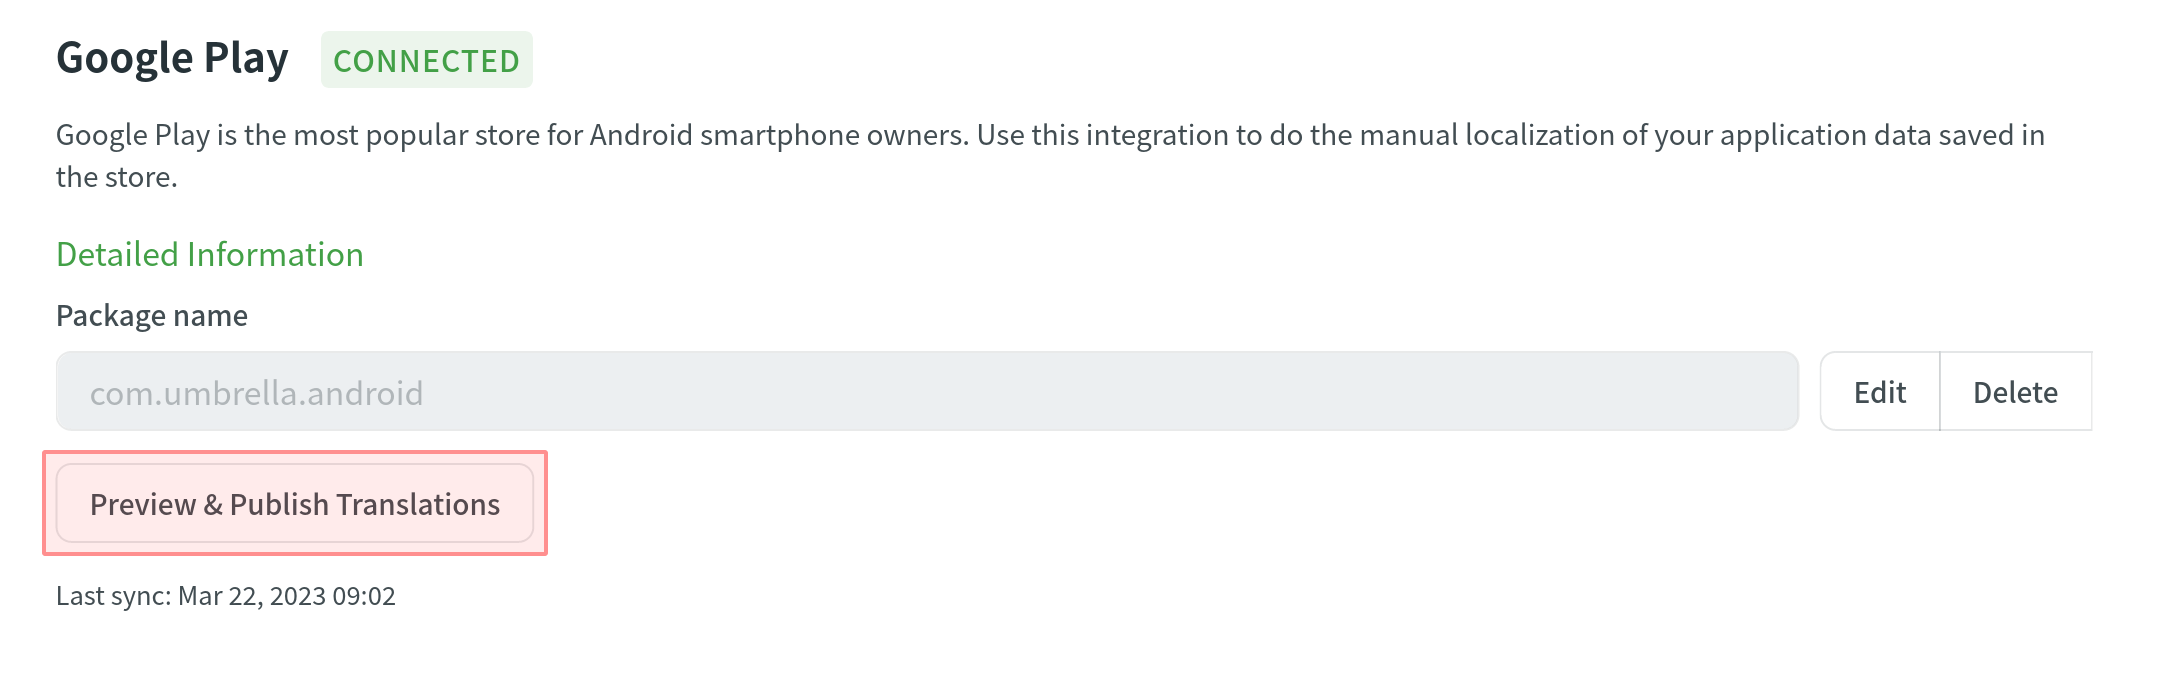 Google Play CONNECTED
Google Play is the most popular store for Android smartphone owners. Use this integration to do the manual localization of your application data saved in
the store.
Detailed Information
Package name
com.umbrella.android Edit Delete
Preview & Publish Translations
Last sync: Mar 22, 2023 09:02